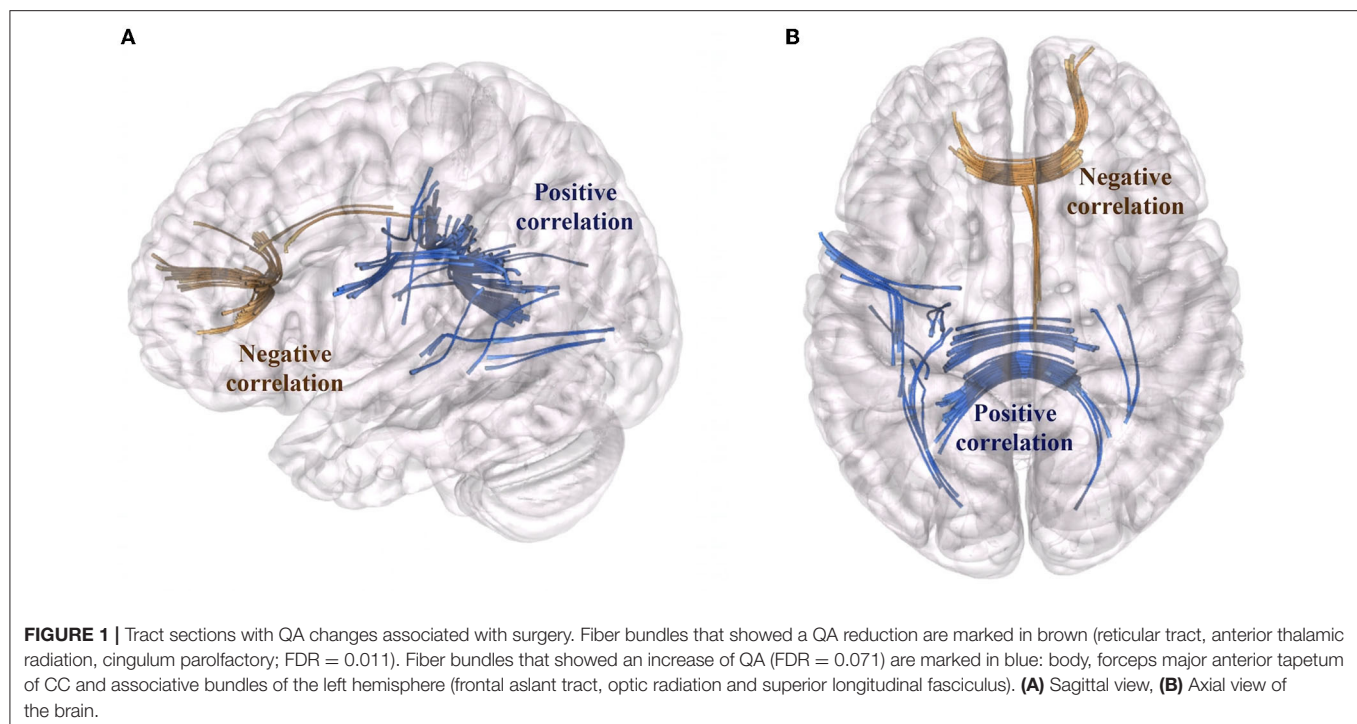 A
B
Positive
correlation
Negative
correlation
Negative
correlation
Positive
correlation
FIGURE 1 | Tract sections with QA changes associated with surgery. Fiber bundles that showed a QA reduction are marked in brown (reticular tract, anterior thalamic
radiation, cingulum parolfactory; FDR = 0.011). Fiber bundles that showed an increase of QA (FDR = 0.071) are marked in blue: body, forceps major anterior tapetum
of CC and associative bundles of the left hemisphere (frontal aslant tract, optic radiation and superior longitudinal fasciculus). (A) Sagittal view, (B) Axial view of
the brain.